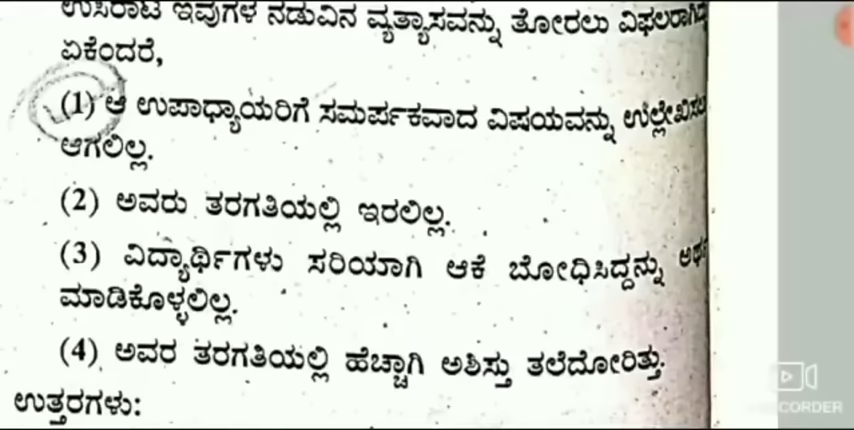 ಉಸಿರಾಟ ಇವುಗಳ ನಡುವಿನ ವ್ಯತ್ಯಾಸವನ್ನು ತೋರಲು
ಏಕೆಂದರೆ,
(1) ಆ ಉಪಾಧ್ಯಾಯರಿಗೆ ಸಮರ್ಪಕವಾದ ವಿಷಯವನ್ನು
ಆಗಲಿಲ್ಲ.
(2) ಅವರು ತರಗತಿಯಲ್ಲಿ ಇರಲಿಲ್ಲ.
(3) ವಿದ್ಯಾರ್ಥಿಗಳು ಸರಿಯಾಗಿ ಆಕೆ ಬೋಧಿಸಿದ್ದನ್ನು
ಮಾಡಿಕೊಳ್ಳಲಿಲ್ಲ.
(4) ಅವರ ತರಗತಿಯಲ್ಲಿ ಹೆಚ್ಚಾಗಿ ಅಶಿಸ್ತು ತಲೆದೋರಿತ್ತು.
ಉತ್ತರಗಳು: